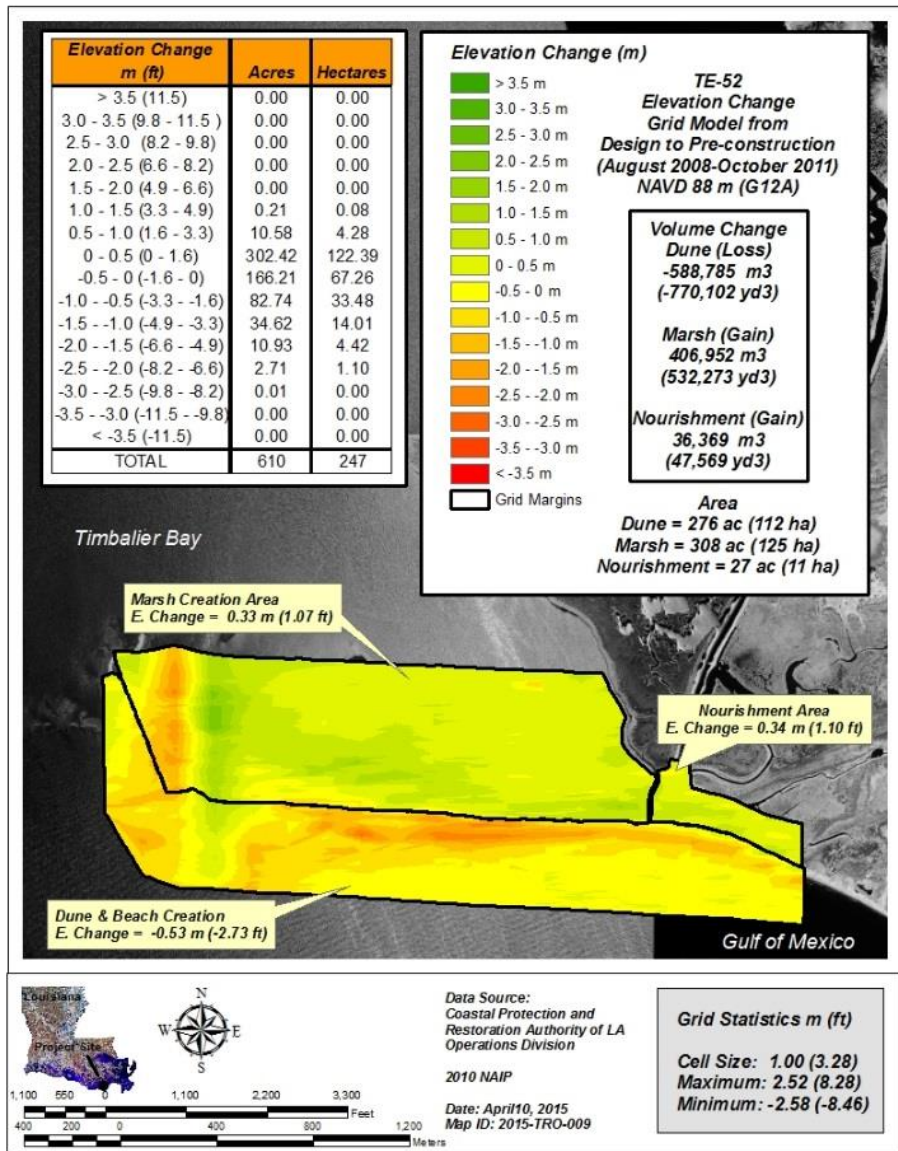 Elevation Change
m (ft) Acres Hectares
> 3.5 (11.5) 0.00 0.00
3.0 - 3.5 (9.8 - 11.5 ) 0.00 0.00
2.5 - 3.0 (8.2 - 9.8) 0.00 0.00
2.0 - 2.5 (6.6 - 8.2) 0.00 0.00
1.5 - 2.0 (4.9 - 6.6) 0.00 0.00
1.0 - 1.5 (3.3 - 4.9) 0.21 0.08
0.5 - 1.0 (1.6 - 3.3) 10.58 4.28
0 - 0.5 (0 - 1.6) 302.42 122.39
-0.5 - 0 (-1.6 - 0) 166.21 67.26
-1.0 - -0.5 (-3.3 - -1.6) 82.74 33.48
-1.5 - -1.0 (-4.9 - -3.3) 34.62 14.01
-2.0 - -1.5 (-6.6 - -4.9) 10.93 4.42
-2.5 - -2.0 (-8.2 - -6.6) 2.71 1.10
-3.0 - -2.5 (-9.8 - -8.2) 0.01 0.00
-3.5 - -3.0 (-11.5 - -9.8) 0.00 0.00
< -3.5 (-11.5) 0.00 0.00
TOTAL 610 247
Elevation Change (m)
> 3.5 m
3.0 - 3.5 m
2.5 - 3.0 m
2.0 - 2.5 m
1.5 - 2.0 m
1.0 - 1.5 m
0.5 - 1.0 m
0 - 0.5 m
-0.5 - 0 m
-1.0 - -0.5 m
-1.5 - -1.0 m
-2.0 - -1.5 m
-2.5 - -2.0 m
-3.0 - -2.5 m
-3.5 - -3.0 m
< -3.5 m
Grid Margins
TE-52
Elevation Change
Grid Model from
Design to Pre-construction
(August 2008-October 2011)
NAVD 88 m (G12A)
Volume Change
Dune (Loss)
-588,785 m3
(-770,102 yd3)
Marsh (Gain)
406,952 m3
(532,273 yd3)
Nourishment (Gain)
36,369 m3
(47,569 yd3)
Area
Dune = 276 ac (112 ha)
Marsh = 308 ac (125 ha)
Nourishment = 27 ac (11 ha)
Timbalier Bay
Marsh Creation Area
E. Change = 0.33 m (1.07 ft)
Nourishment Area
E. Change = 0.34 m (1.10 ft)
Dune & Beach Creation
E. Change = -0.53 m (-2.73 ft)
Gulf of Mexico
Louisiana
Project Site
N
W E
S
1,100 550 0 1,100 2,200 3,300
Feet
400 200 0 400 800 1,200
Meters
Data Source:
Coastal Protection and
Restoration Authority of LA
Operations Division
2010 NAIP
Date: April10, 2015
Map ID: 2015-TRO-009
Grid Statistics m (ft)
Cell Size: 1.00 (3.28)
Maximum: 2.52 (8.28)
Minimum: -2.58 (-8.46)